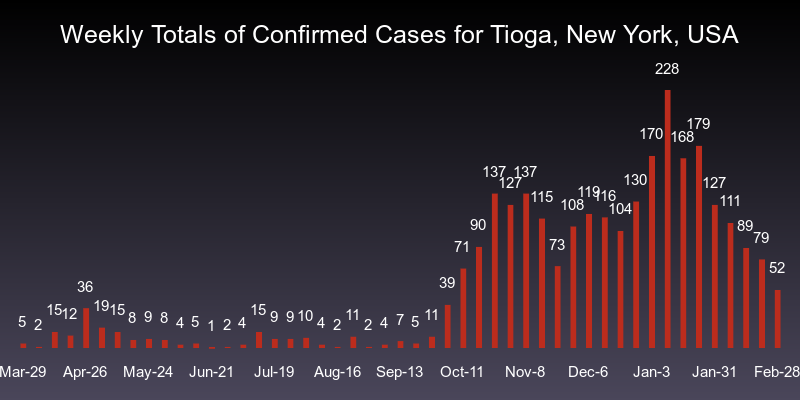 Weekly Totals of Confirmed Cases for Tioga, New York, USA
5 2 15 12 36 19 15 8 9 8 4 5 1 2 4 15 9 9 10 4 2 11 2 4 7 5 11 39 71 90 137 127 137 115 73 108 119 116 104 130 170 228 168 179 127 111 89 79 52
Mar-29 Apr-26 May-24 Jun-21 Jul-19 Aug-16 Sep-13 Oct-11 Nov-8 Dec-6 Jan-3 Jan-31 Feb-28